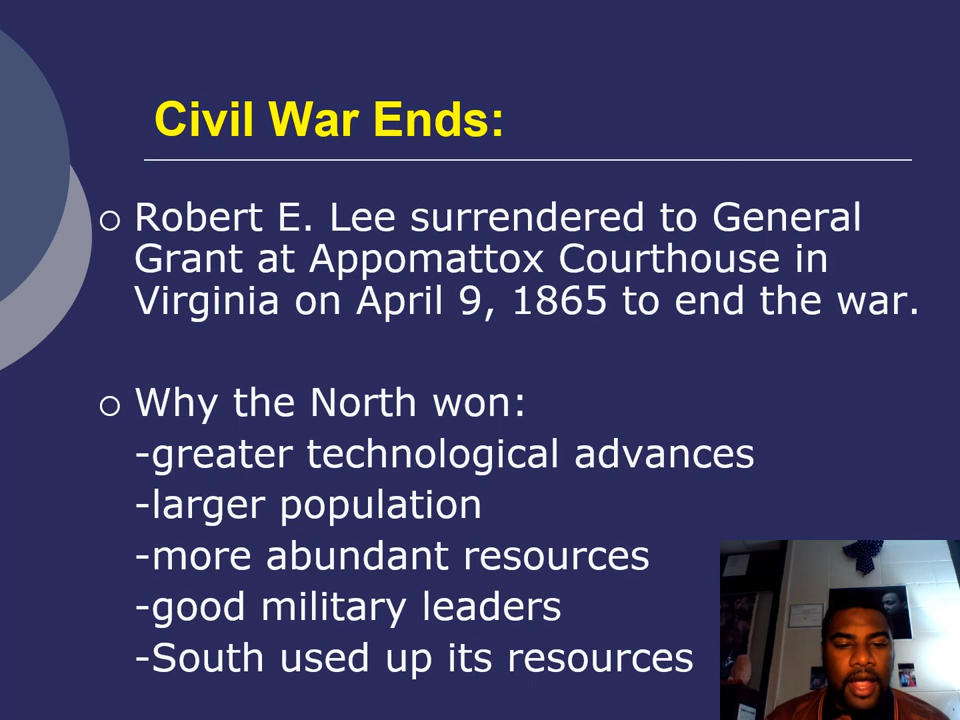 Civil War Ends:
Robert E. Lee surrendered to General
Grant at Appomattox Courthouse in
Virginia on April 9, 1865 to end the war.
Why the North won:
-greater technological advances
-larger population
-more abundant resources
-good military leaders
-South used up its resources